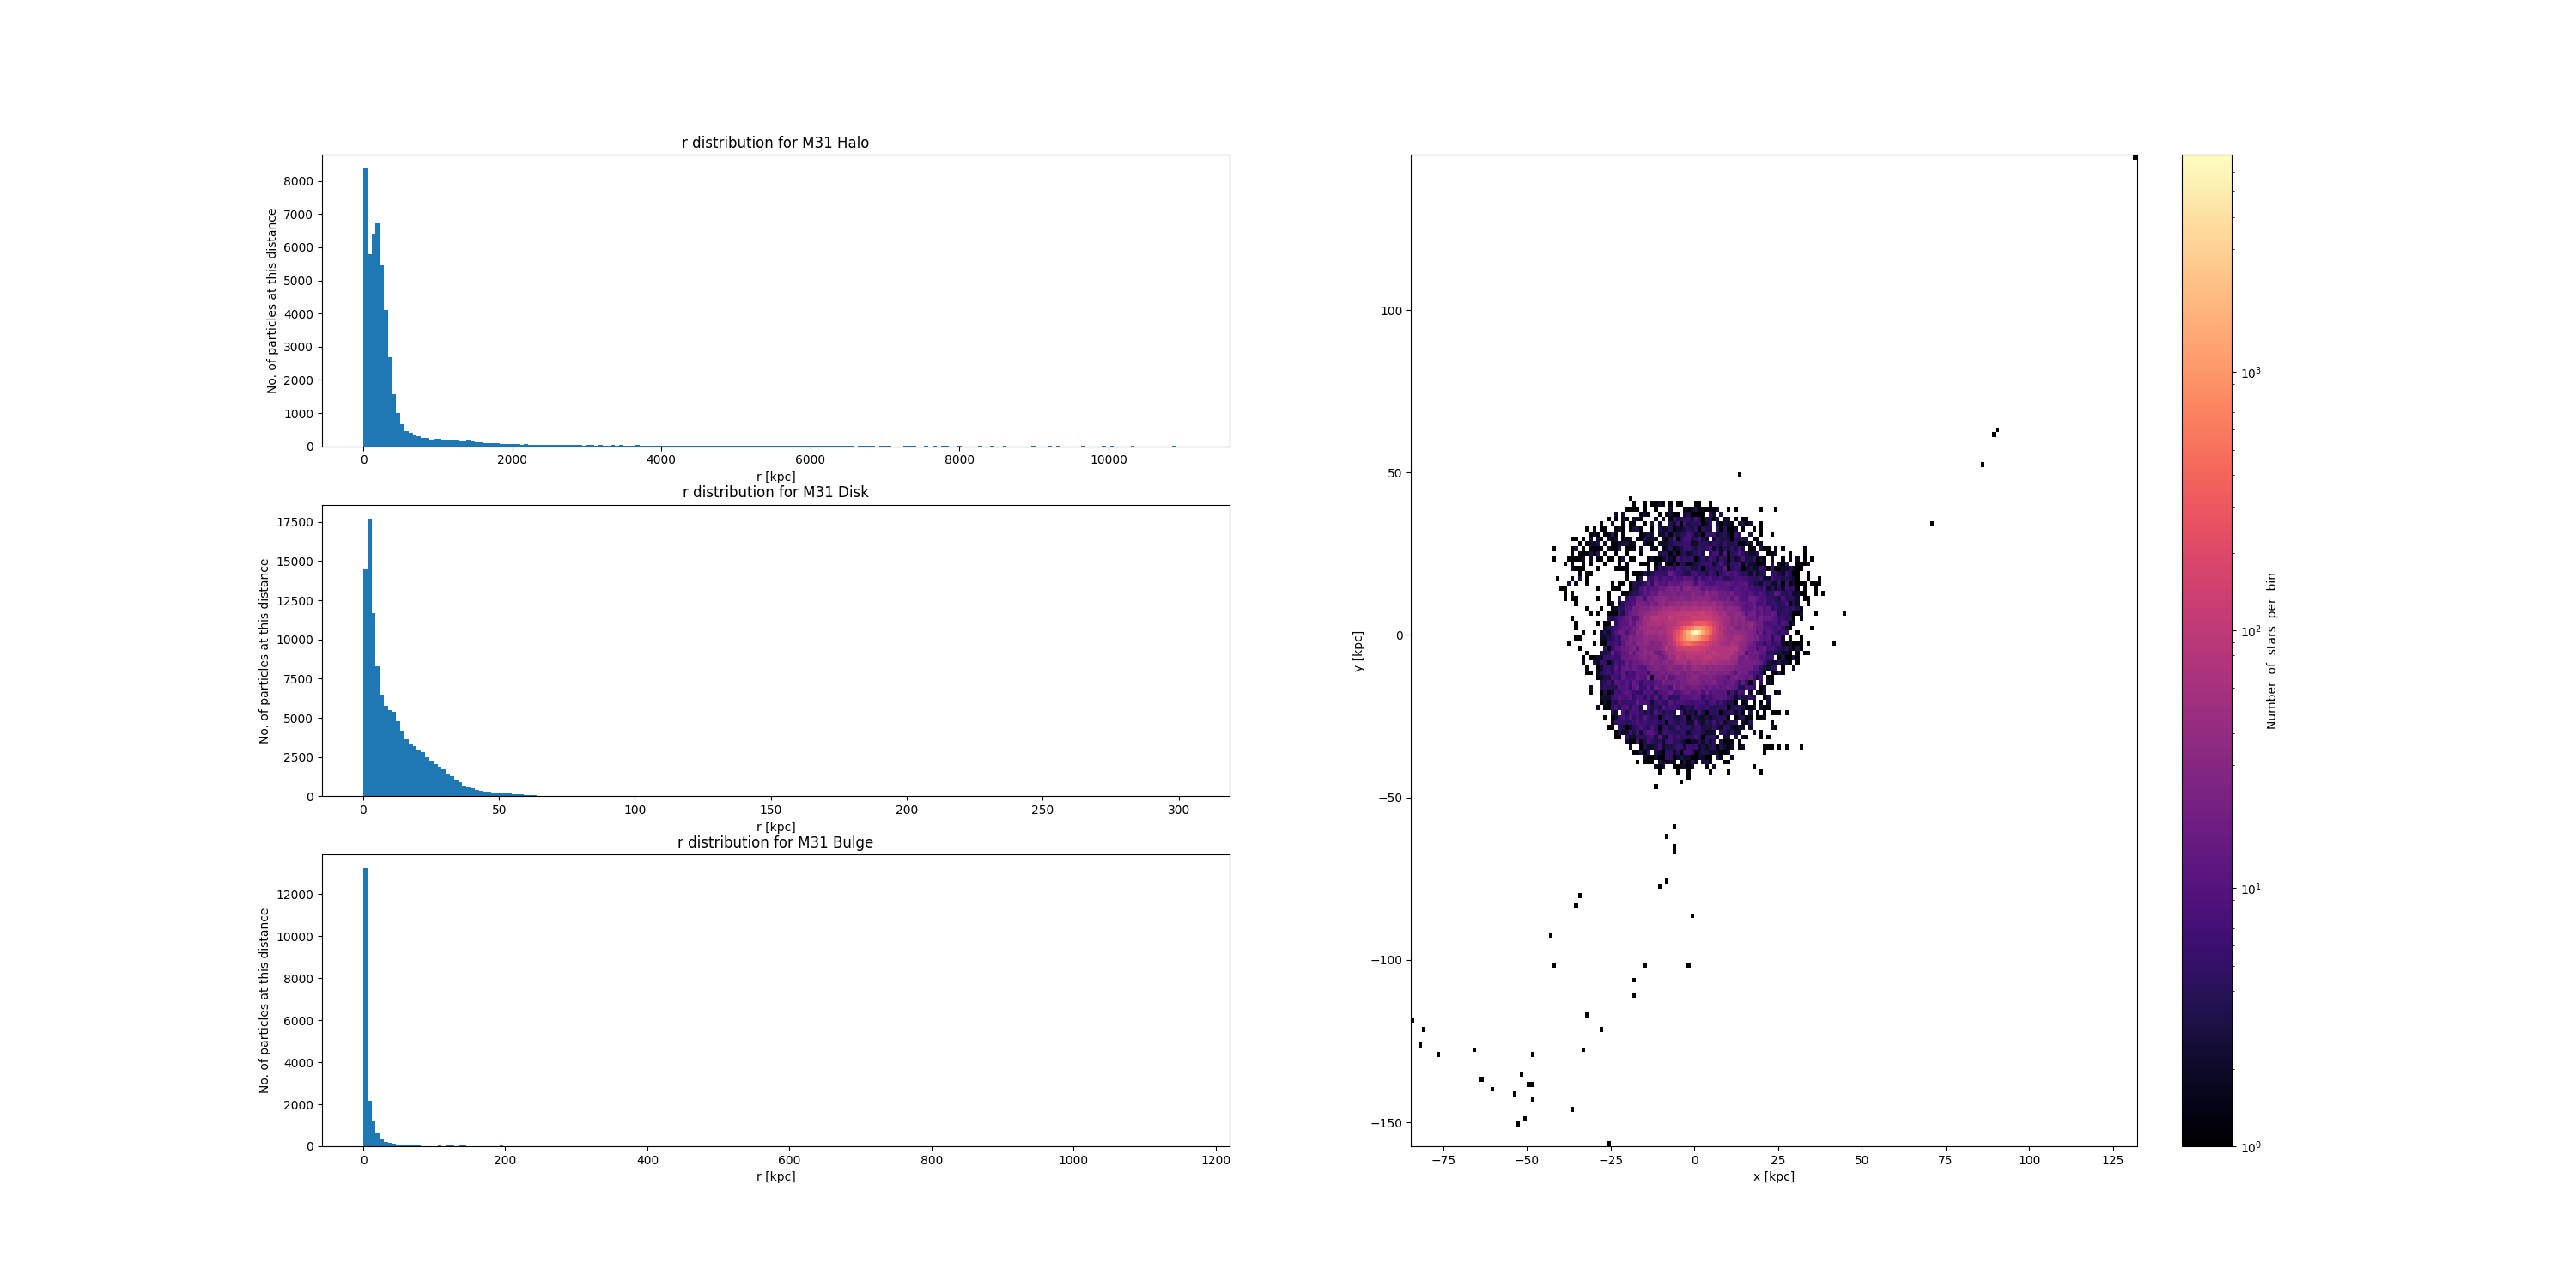 r distribution for M31 Halo
No. of particles at this distance
8000
7000
6000
5000
4000
3000
2000
1000
0
0 2000 4000 6000 8000 10000
r [kpc]
r distribution for M31 Disk
No. of particles at this distance
17500
15000
12500
10000
7500
5000
2500
0
0 50 100 150 200 250 300
r [kpc]
r distribution for M31 Bulge
No. of particles at this distance
12000
10000
8000
6000
4000
2000
0
0 200 400 600 800 1000 1200
r [kpc]
y [kpc]
100
50
0
−50
−100
−150
−75 −50 −25 0 25 50 75 100 125
x [kpc]
10³
10²
10¹
10⁰
Number of stars per bin